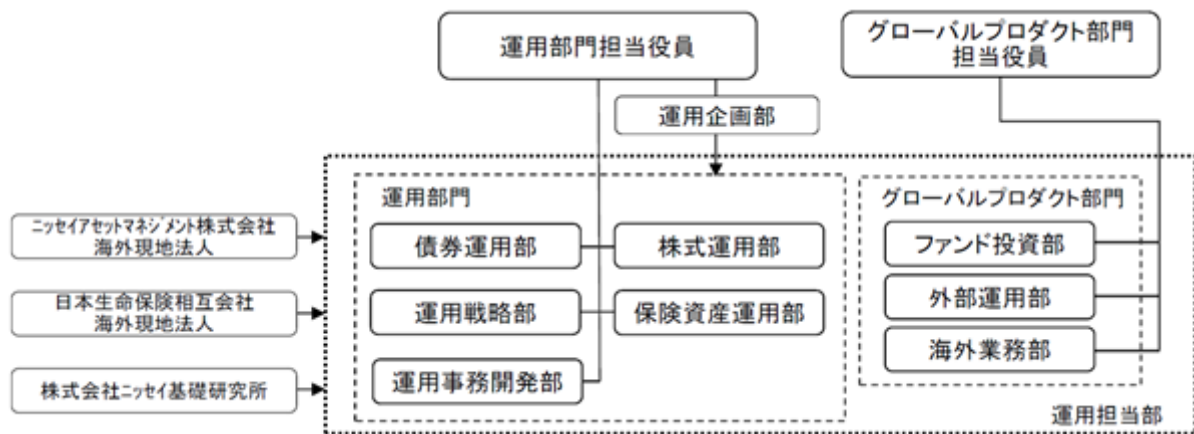 運用部門担当役員
グローバルプロダクト部門
担当役員
運用企画部
運用部門
グローバルプロダクト部門
ニッセイアセットマネジメント株式会社
海外現地法人
債券運用部
株式運用部
ファンド投資部
日本生命保険相互会社
海外現地法人
運用戦略部
保険資産運用部
外部運用部
海外業務部
株式会社ニッセイ基礎研究所
運用事務開発部
運用担当部